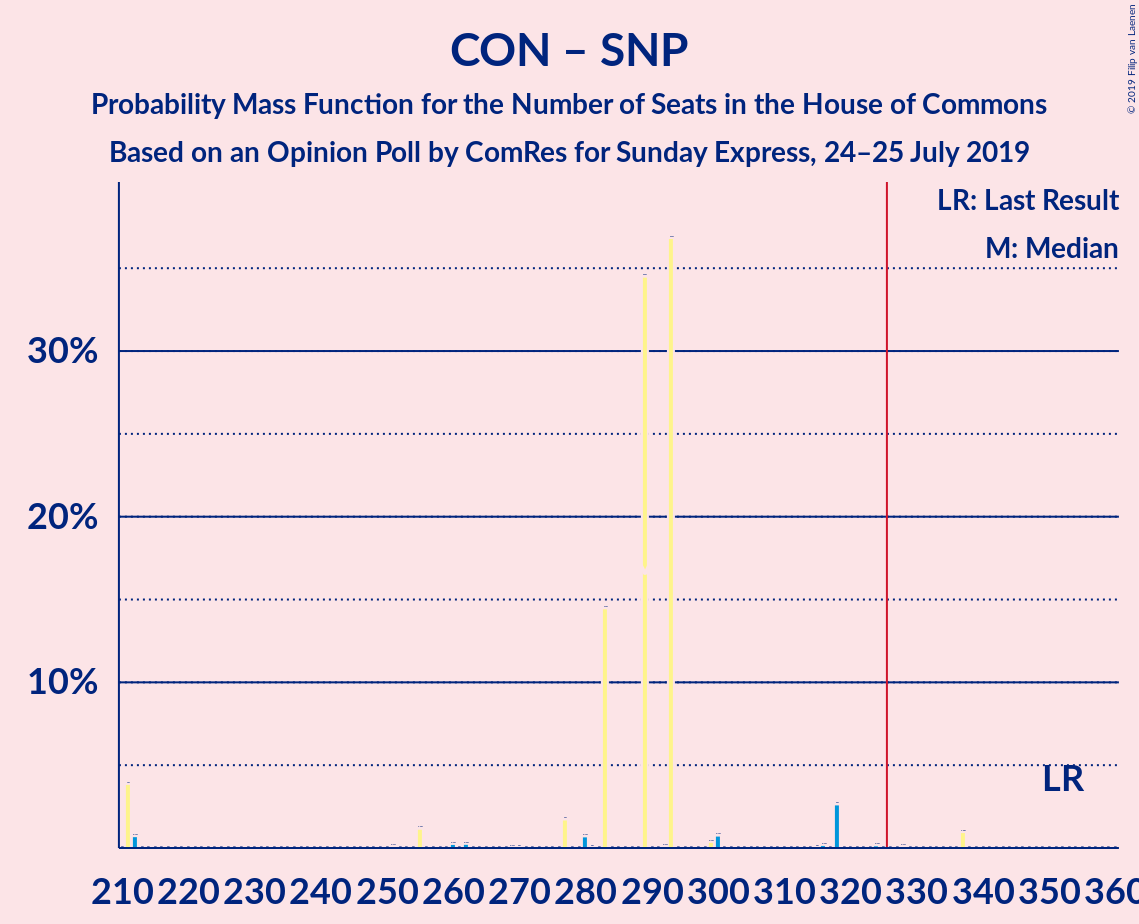 CON – SNP
Probability Mass Function for the Number of Seats in the House of Commons
Based on an Opinion Poll by ComRes for Sunday Express, 24–25 July 2019
© 2019 Filip van Laenen
LR: Last Result
M: Median
30%
20%
10%
LR
210 220 230 240 250 260 270 280 290 300 310 320 330 340 350 360